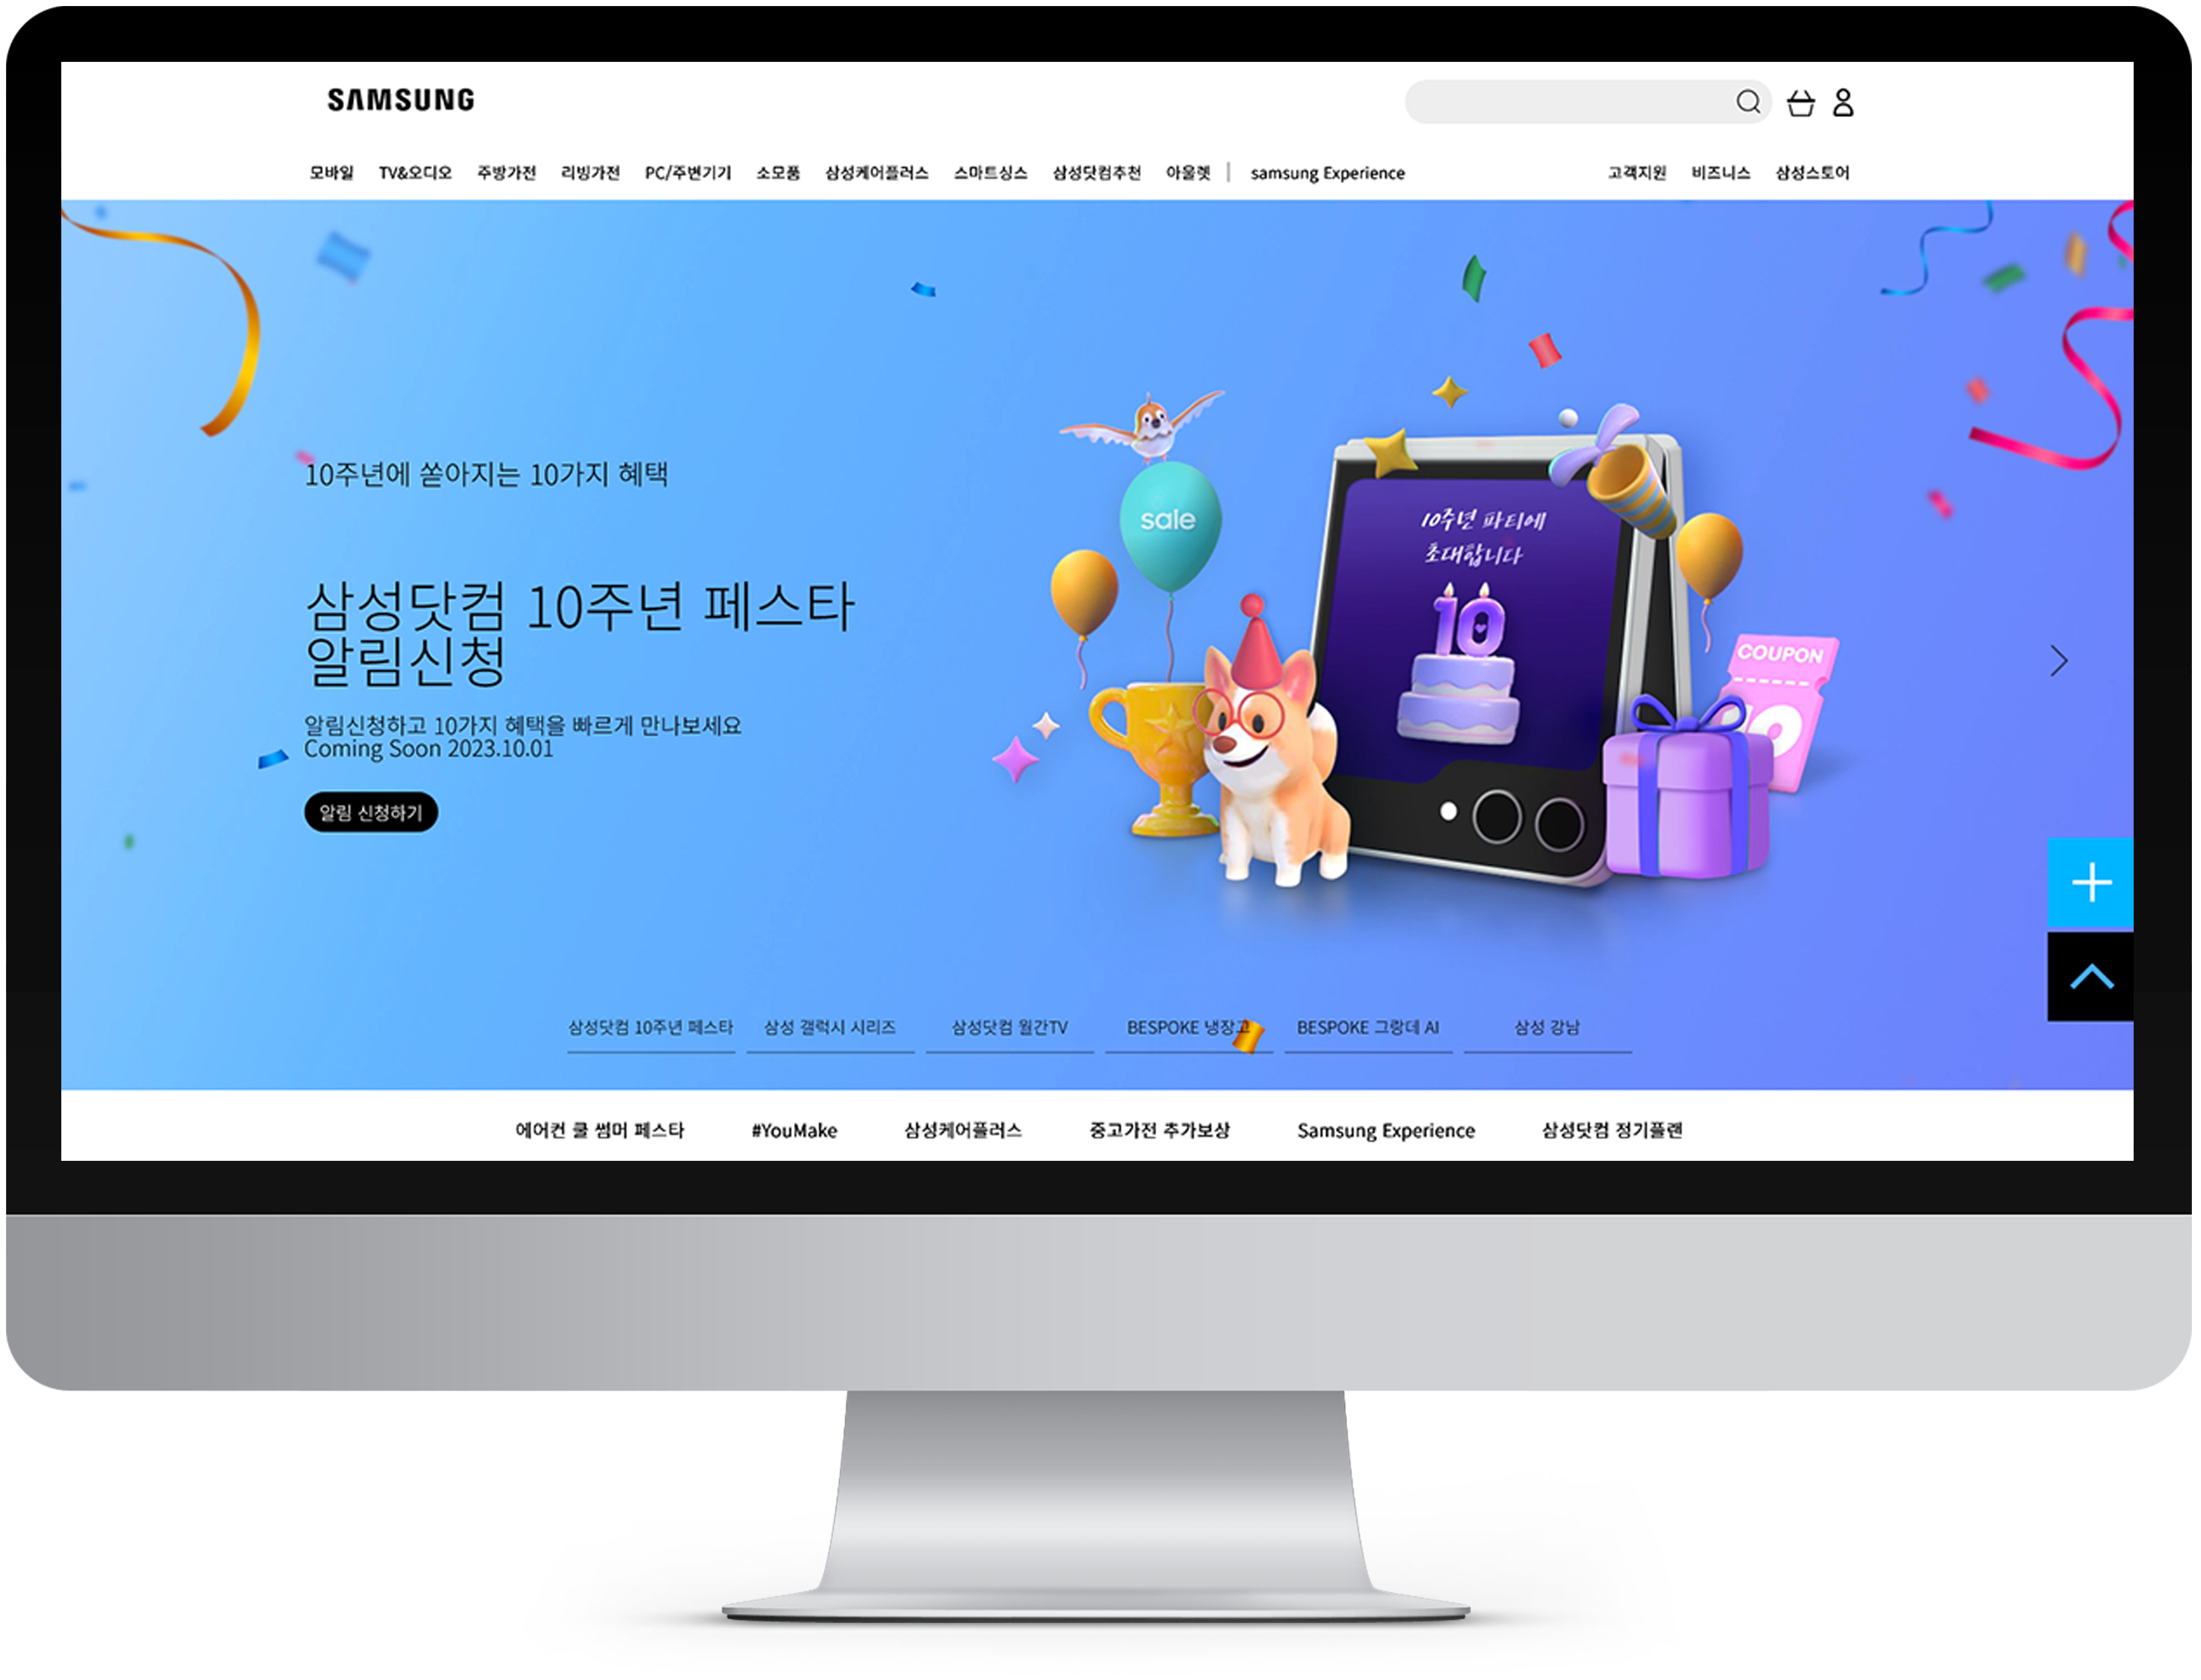 SAMSUNG
모바일 TV&오디오 주방가전 리빙가전 PC/주변기기 소모품 삼성케어플러스 스마트싱스 삼성닷컴추천 아울렛 | samsung Experience 고객지원 비즈니스 삼성스토어
10주년에 쏟아지는 10가지 혜택
삼성닷컴 10주년 페스타
알림신청
알림신청하고 10가지 혜택을 빠르게 만나보세요
Coming Soon 2023.10.01
알림 신청하기
sale
10주년 파티에
초대합니다
10
COUPON
삼성닷컴 10주년 페스타 삼성 갤럭시 시리즈 삼성닷컴 월간TV BESPOKE 냉장고 BESPOKE 그랑데 AI 삼성 강남
에어컨 쿨 썸머 페스타 #YouMake 삼성케어플러스 중고가전 추가보상 Samsung Experience 삼성닷컴 정기플랜